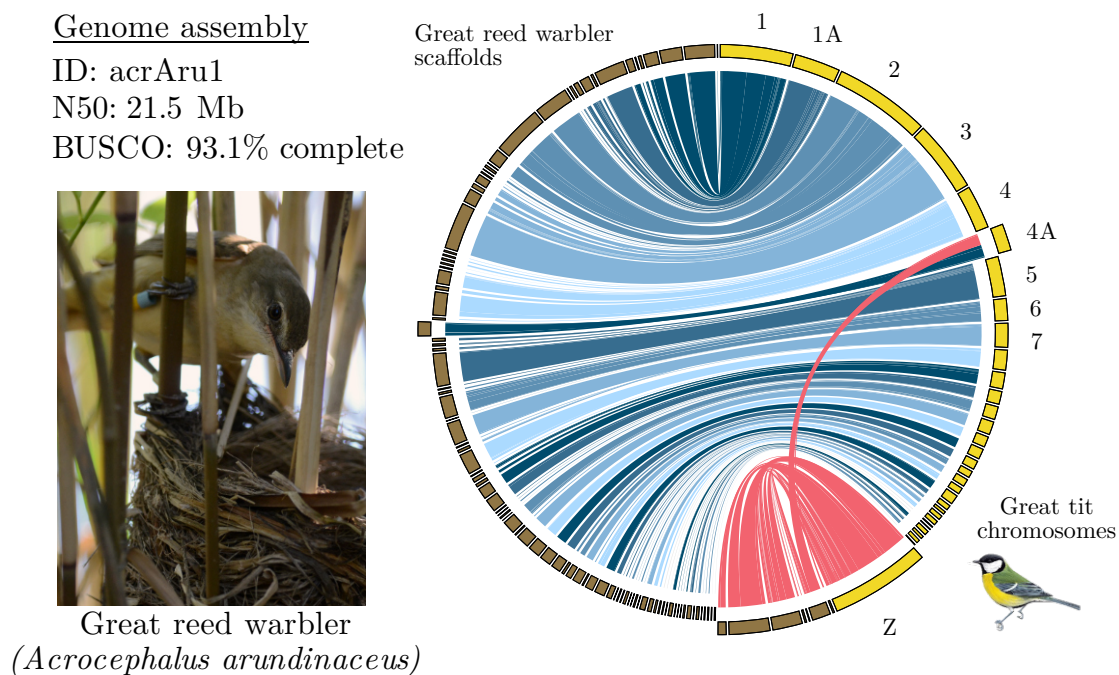 Genome assembly
ID: acrAru1
N50: 21.5 Mb
BUSCO: 93.1% complete
Great reed warbler
(Acrocephalus arundinaceus)
Great reed warbler
scaffolds
1
1A
2
3
4
4A
5
6
7
Z
Great tit
chromosomes